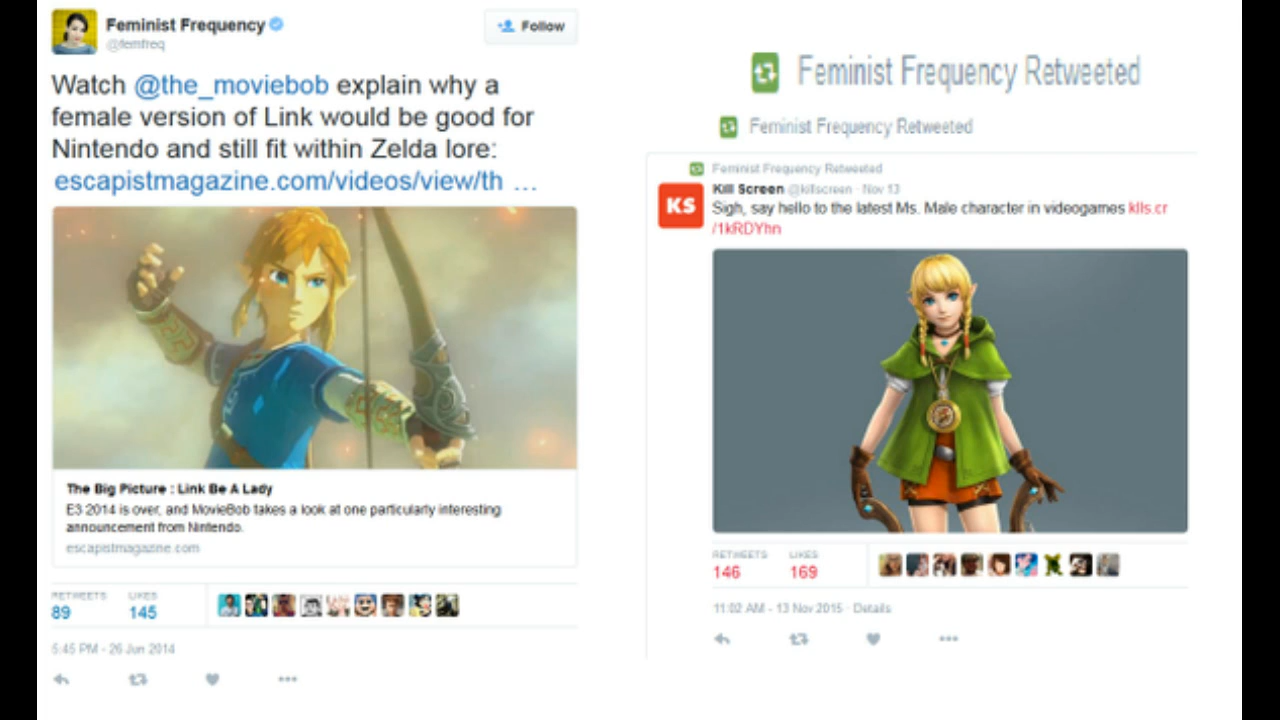 Feminist Frequency
@femfreq
Follow
Watch @the_moviebob explain why a
female version of Link would be good for
Nintendo and still fit within Zelda lore:
escapistmagazine.com/videos/view/th ...
The Big Picture : Link Be A Lady
E3 2014 is over, and MovieBob takes a look at one particularly interesting
announcement from Nintendo.
escapistmagazine.com
RETWEETS LIKES
89 145
5:45 PM - 26 Jun 2014
Feminist Frequency Retweeted
Feminist Frequency Retweeted
Feminist Frequency Retweeted
KS
Kill Screen @killscreen · Nov 13
Sigh, say hello to the latest Ms. Male character in videogames klls.cr
/1kRDYhn
RETWEETS LIKES
146 169
11:02 AM - 13 Nov 2015 · Details